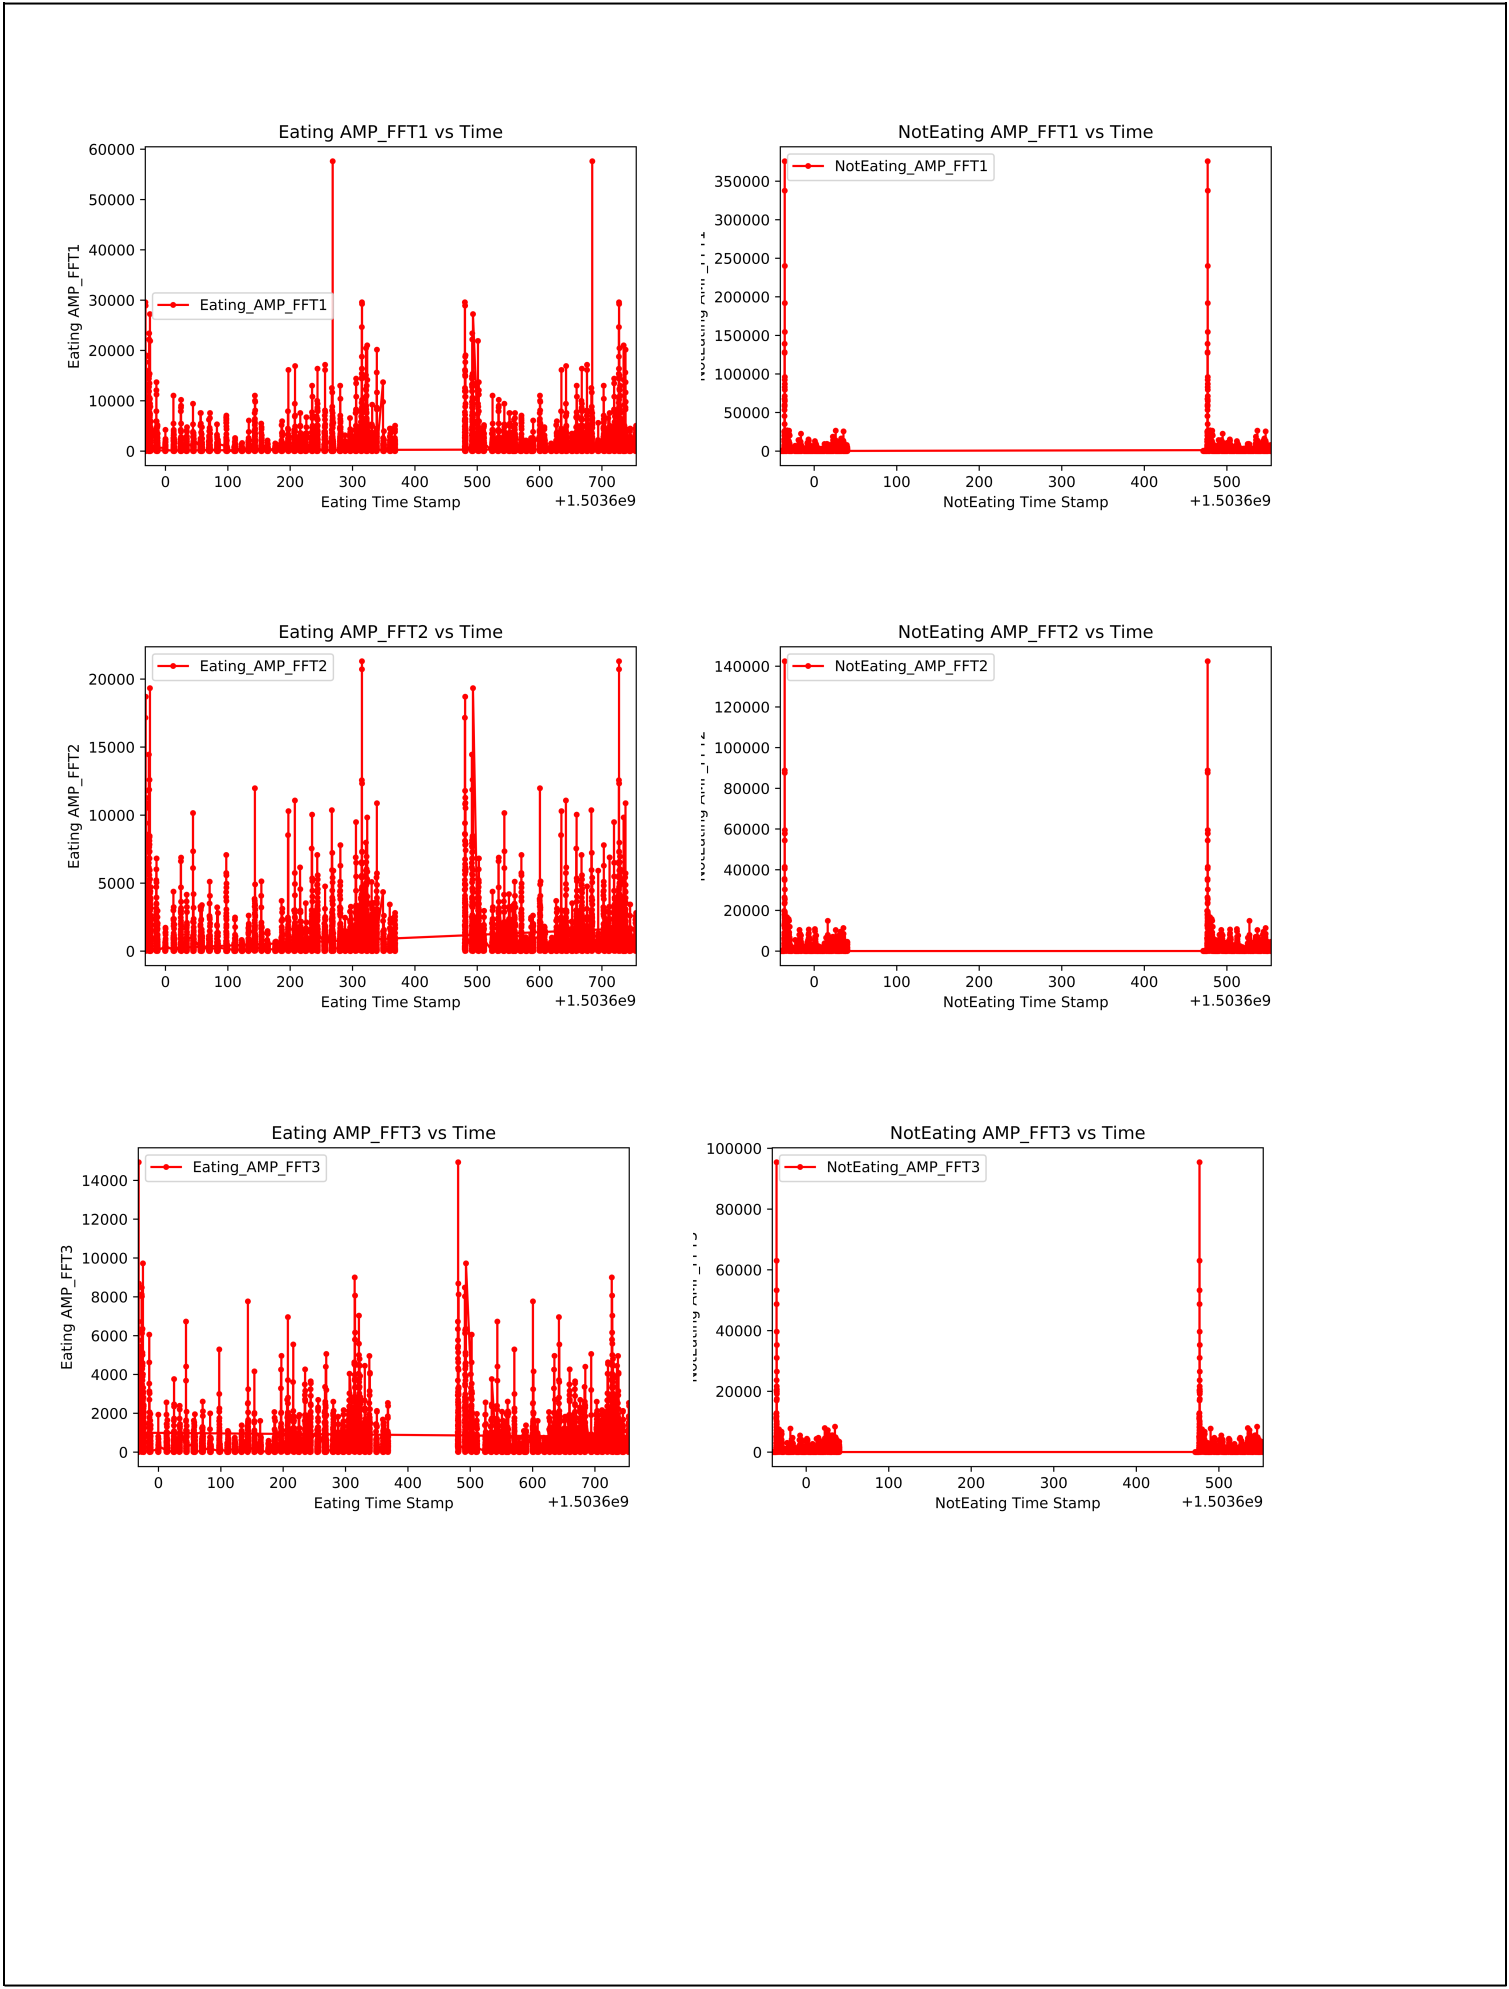 Eating AMP_FFT1 vs Time
60000
50000
40000
30000
20000
10000
0
Eating AMP_FFT1
Eating_AMP_FFT1
0 100 200 300 400 500 600 700
Eating Time Stamp
+1.5036e9
NotEating AMP_FFT1 vs Time
350000
300000
250000
200000
150000
100000
50000
0
NotEating_AMP_FFT1
0 100 200 300 400 500
NotEating Time Stamp
+1.5036e9
Eating AMP_FFT2 vs Time
20000
15000
10000
5000
0
Eating AMP_FFT2
Eating_AMP_FFT2
0 100 200 300 400 500 600 700
Eating Time Stamp
+1.5036e9
NotEating AMP_FFT2 vs Time
140000
120000
100000
80000
60000
40000
20000
0
NotEating_AMP_FFT2
0 100 200 300 400 500
NotEating Time Stamp
+1.5036e9
Eating AMP_FFT3 vs Time
14000
12000
10000
8000
6000
4000
2000
0
Eating AMP_FFT3
Eating_AMP_FFT3
0 100 200 300 400 500 600 700
Eating Time Stamp
+1.5036e9
NotEating AMP_FFT3 vs Time
100000
80000
60000
40000
20000
0
NotEating_AMP_FFT3
0 100 200 300 400 500
NotEating Time Stamp
+1.5036e9